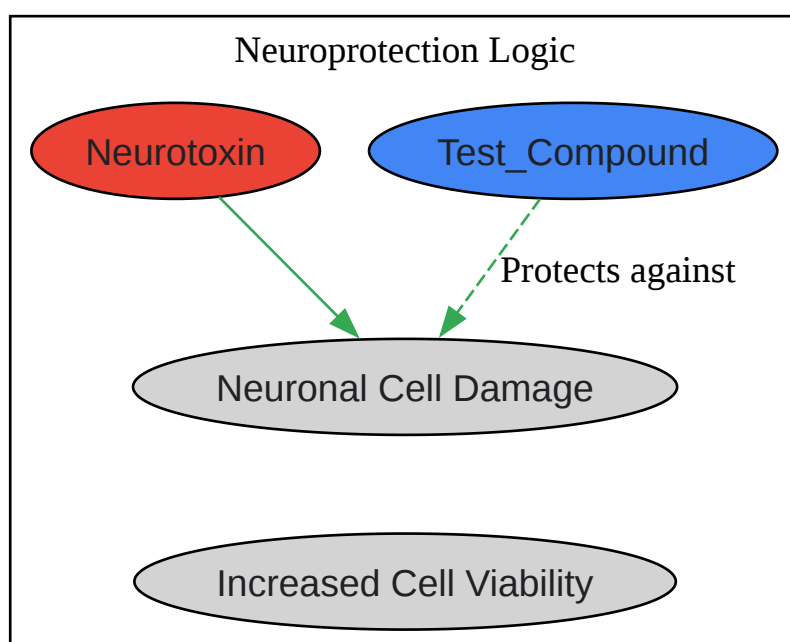 Neuroprotection Logic
Neurotoxin
Test_Compound
Protects against
Neuronal Cell Damage
Increased Cell Viability